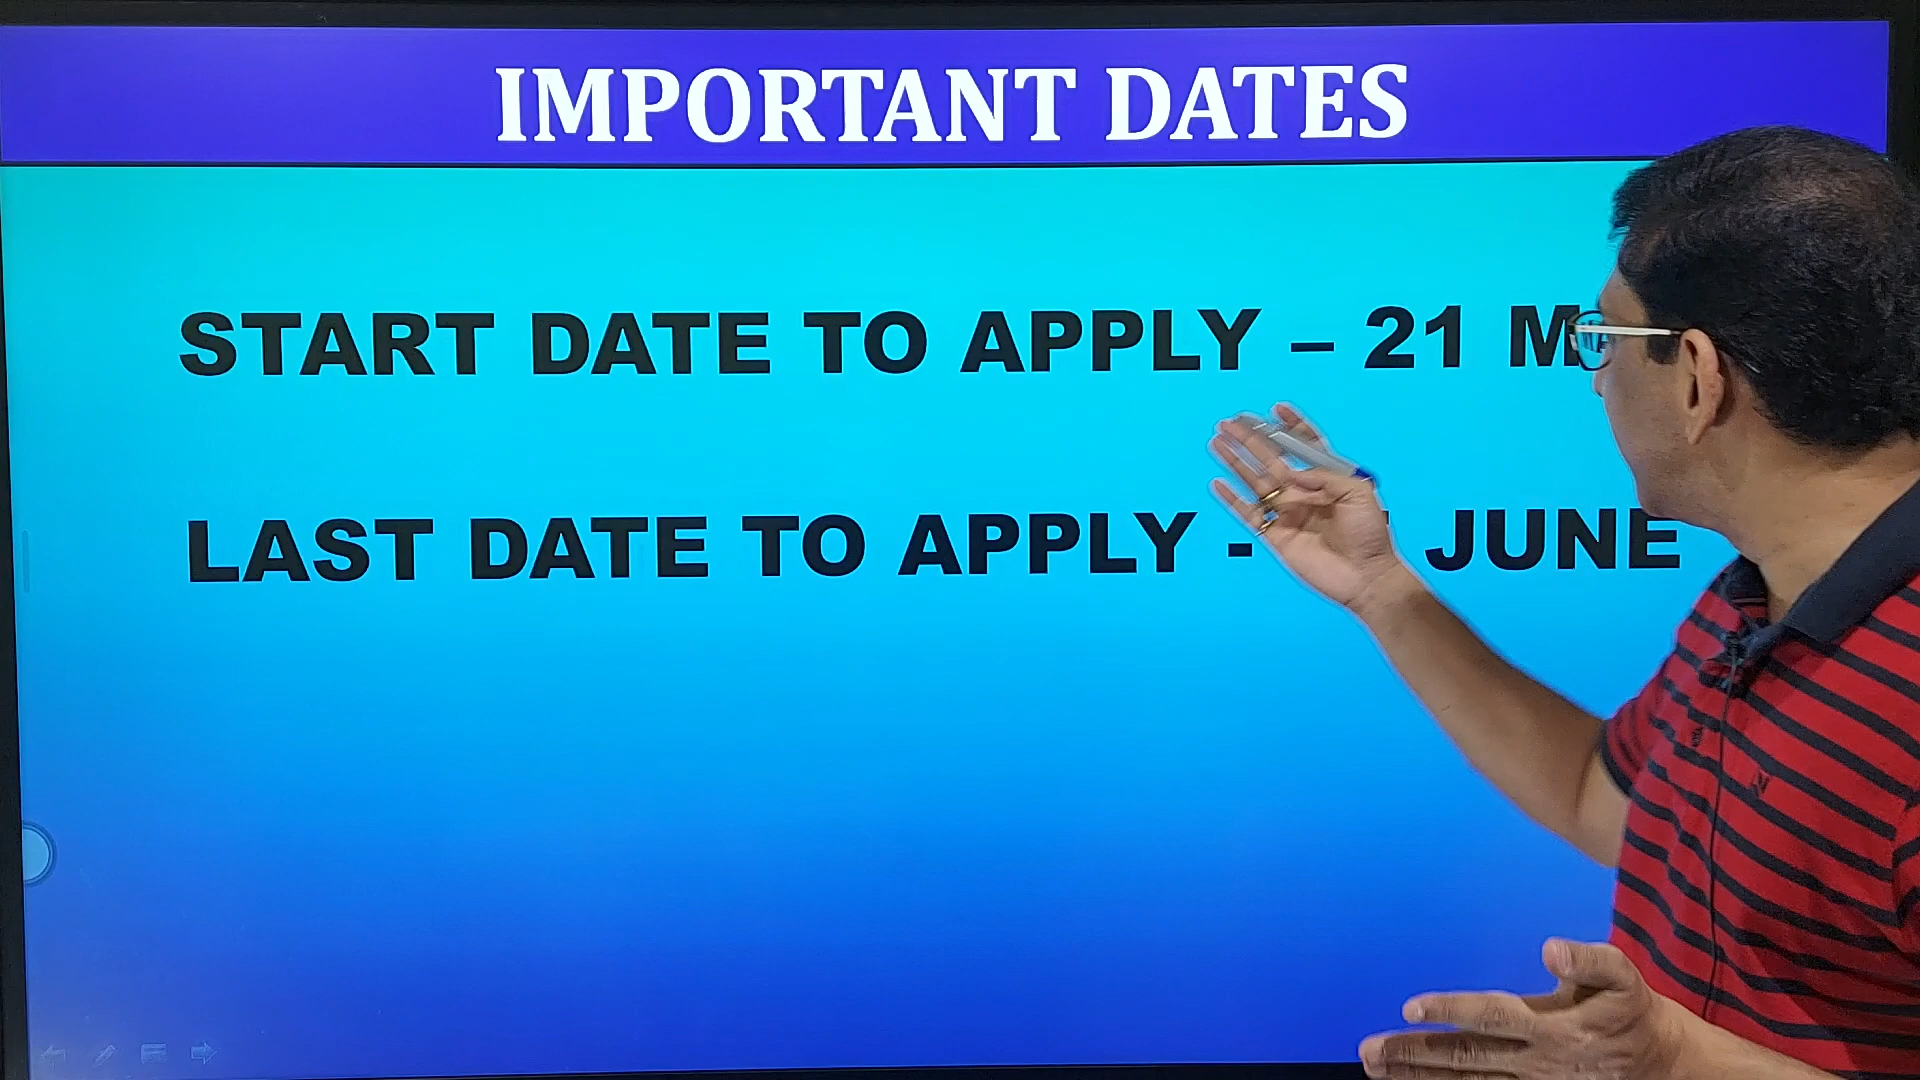 IMPORTANT DATES
START DATE TO APPLY – 21
LAST DATE TO APPLY - JUNE